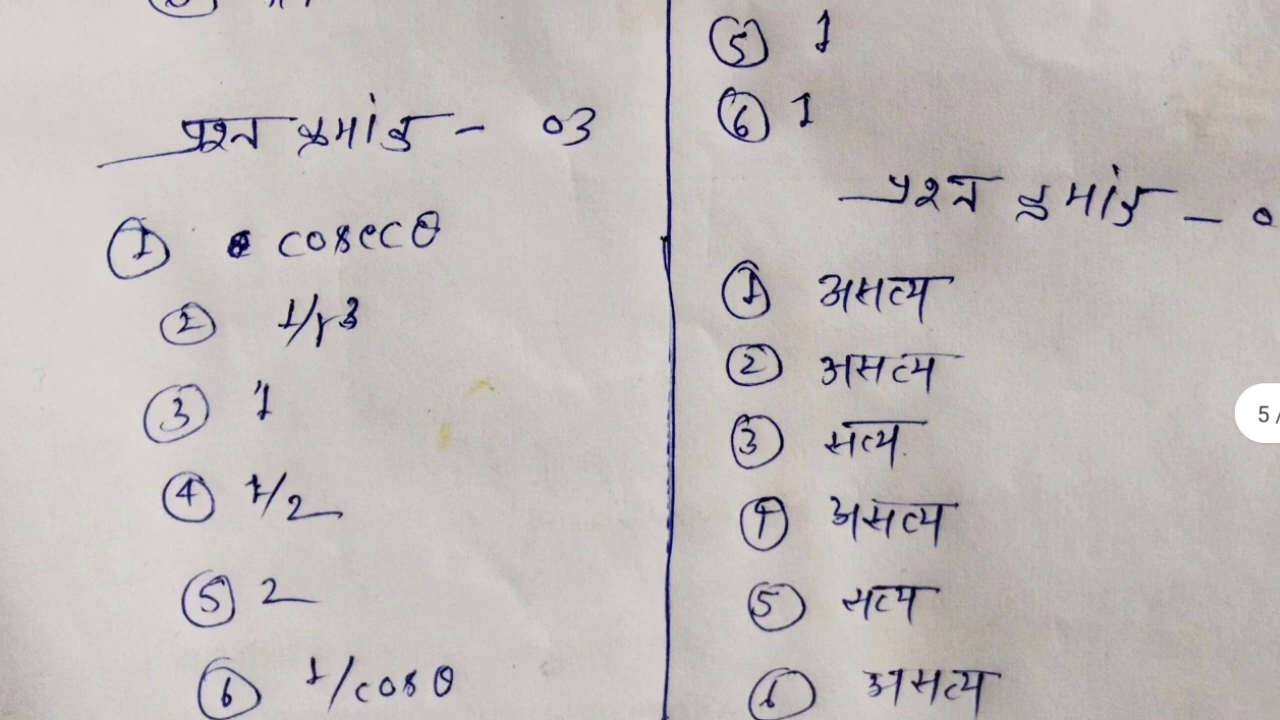 प्रश्न क्रमांक - 03
① cosecθ
② 1/√3
③ 1
④ 1/2
⑤ 2
⑥ 1/cosθ
⑤ 1
⑥ 1
प्रश्न क्रमांक - 0
① असत्य
② असत्य
③ सत्य
④ असत्य
⑤ सत्य
⑥ असत्य
5/